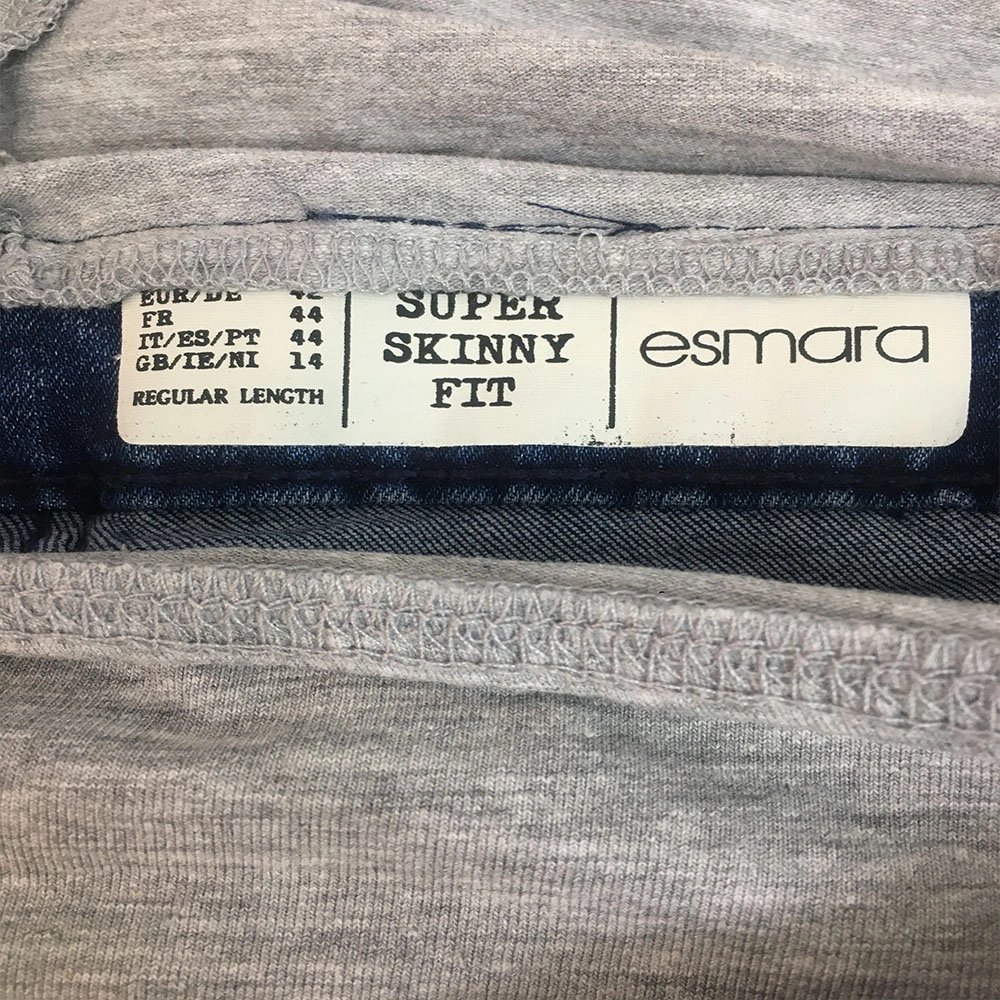 EUR/DE 42
FR 44
IT/ES/PT 44
GB/IE/NI 14
REGULAR LENGTH
SUPER
SKINNY
FIT
esmara